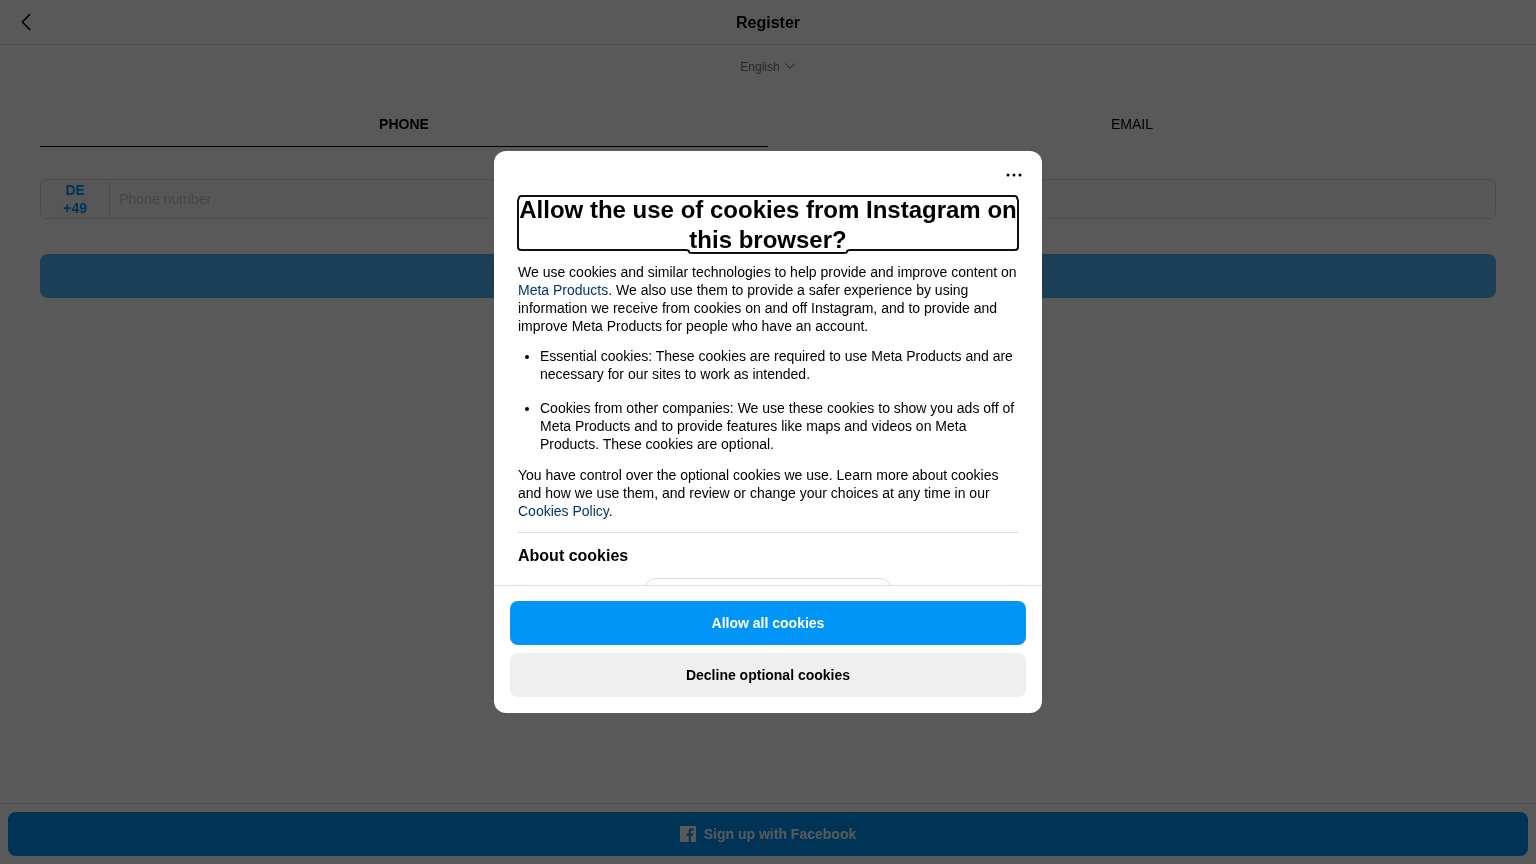 Register
English
PHONE
EMAIL
DE
+49
Phone number
Allow the use of cookies from Instagram on
this browser?
We use cookies and similar technologies to help provide and improve content on
Meta Products. We also use them to provide a safer experience by using
information we receive from cookies on and off Instagram, and to provide and
improve Meta Products for people who have an account.
• Essential cookies: These cookies are required to use Meta Products and are
necessary for our sites to work as intended.
• Cookies from other companies: We use these cookies to show you ads off of
Meta Products and to provide features like maps and videos on Meta
Products. These cookies are optional.
You have control over the optional cookies we use. Learn more about cookies
and how we use them, and review or change your choices at any time in our
Cookies Policy.
About cookies
Allow all cookies
Decline optional cookies
Sign up with Facebook